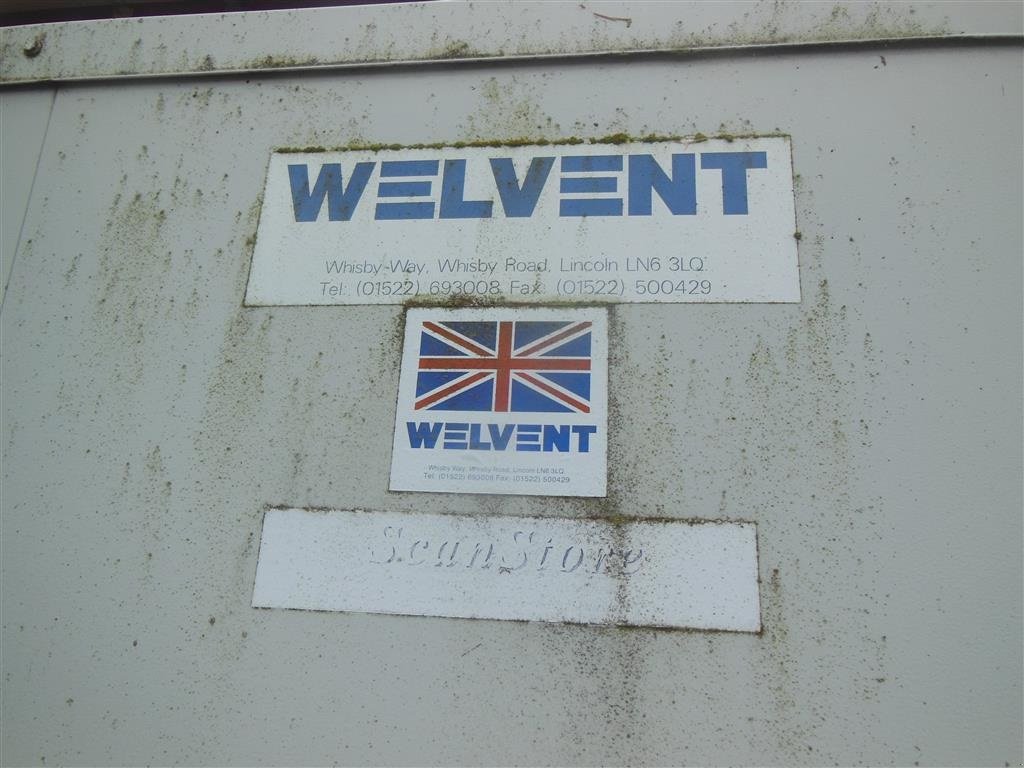 WELVENT
Whisby Way, Whisby Road, Lincoln LN6 3LQ.
Tel: (01522) 693008 Fax: (01522) 500429
WELVENT
Whisby Way, Whisby Road, Lincoln LN6 3LQ
Tel: (01522) 693008 Fax: (01522) 500429
ScanStore